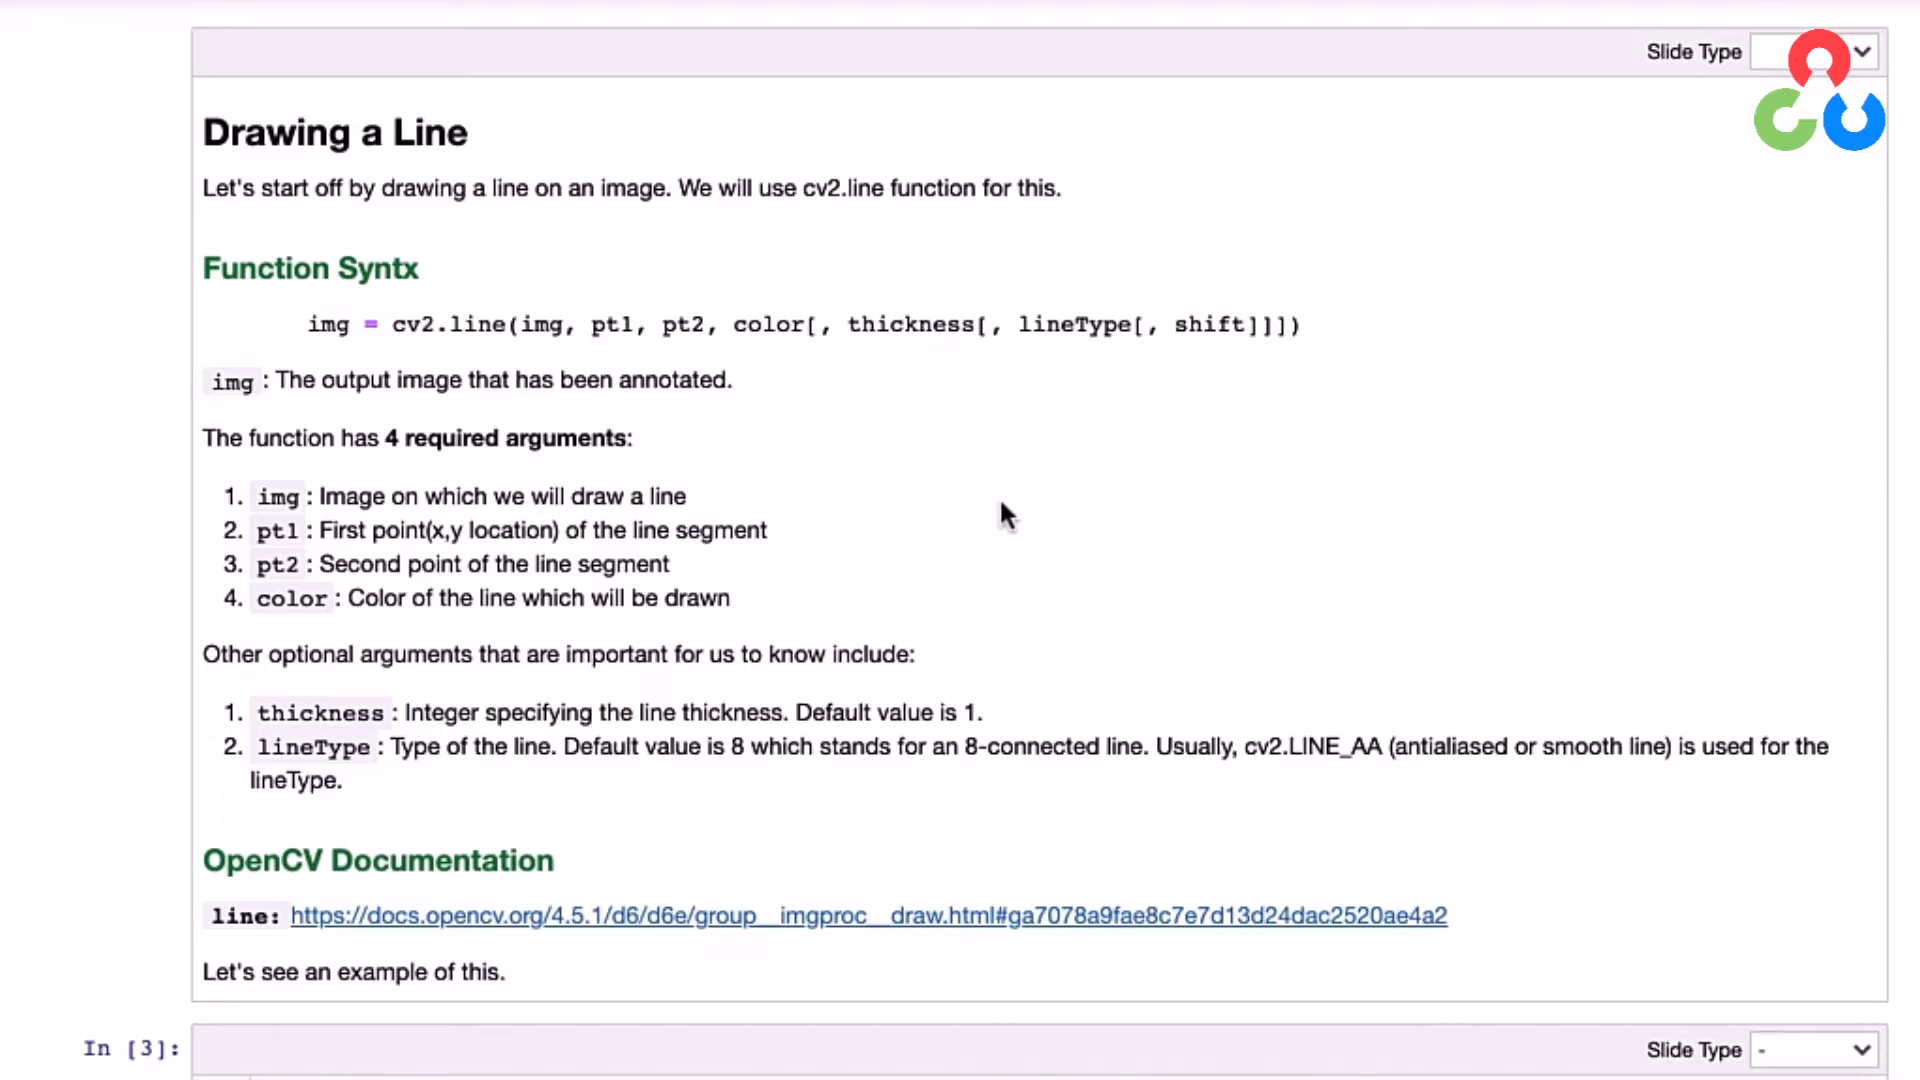 Slide Type
Drawing a Line
Let's start off by drawing a line on an image. We will use cv2.line function for this.
Function Syntx
img = cv2.line(img, pt1, pt2, color[, thickness[, lineType[, shift]]])
img : The output image that has been annotated.
The function has 4 required arguments:
1. img : Image on which we will draw a line
2. pt1 : First point(x,y location) of the line segment
3. pt2 : Second point of the line segment
4. color : Color of the line which will be drawn
Other optional arguments that are important for us to know include:
1. thickness : Integer specifying the line thickness. Default value is 1.
2. lineType : Type of the line. Default value is 8 which stands for an 8-connected line. Usually, cv2.LINE_AA (antialiased or smooth line) is used for the
lineType.
OpenCV Documentation
line: https://docs.opencv.org/4.5.1/d6/d6e/group__imgproc__draw.html#ga7078a9fae8c7e7d13d24dac2520ae4a2
Let's see an example of this.
In [3]:
Slide Type -